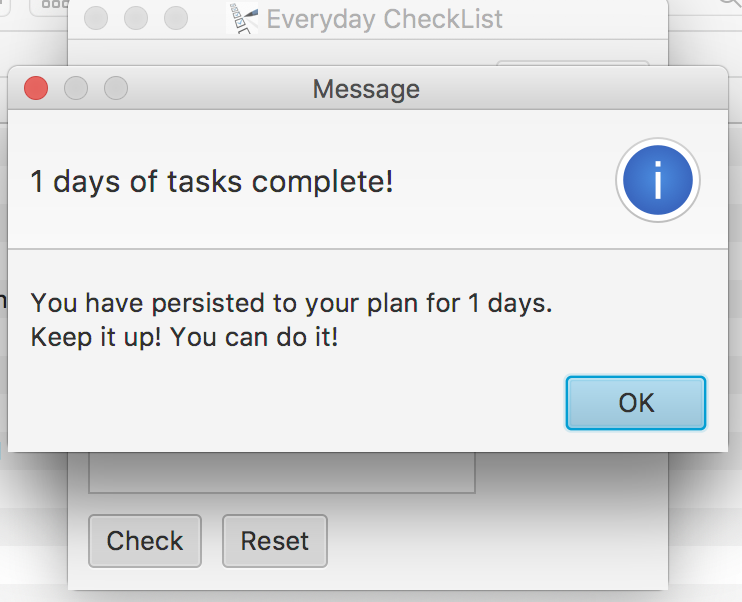 Everyday CheckList
Message
1 days of tasks complete!
i
You have persisted to your plan for 1 days.
Keep it up! You can do it!
OK
Check
Reset